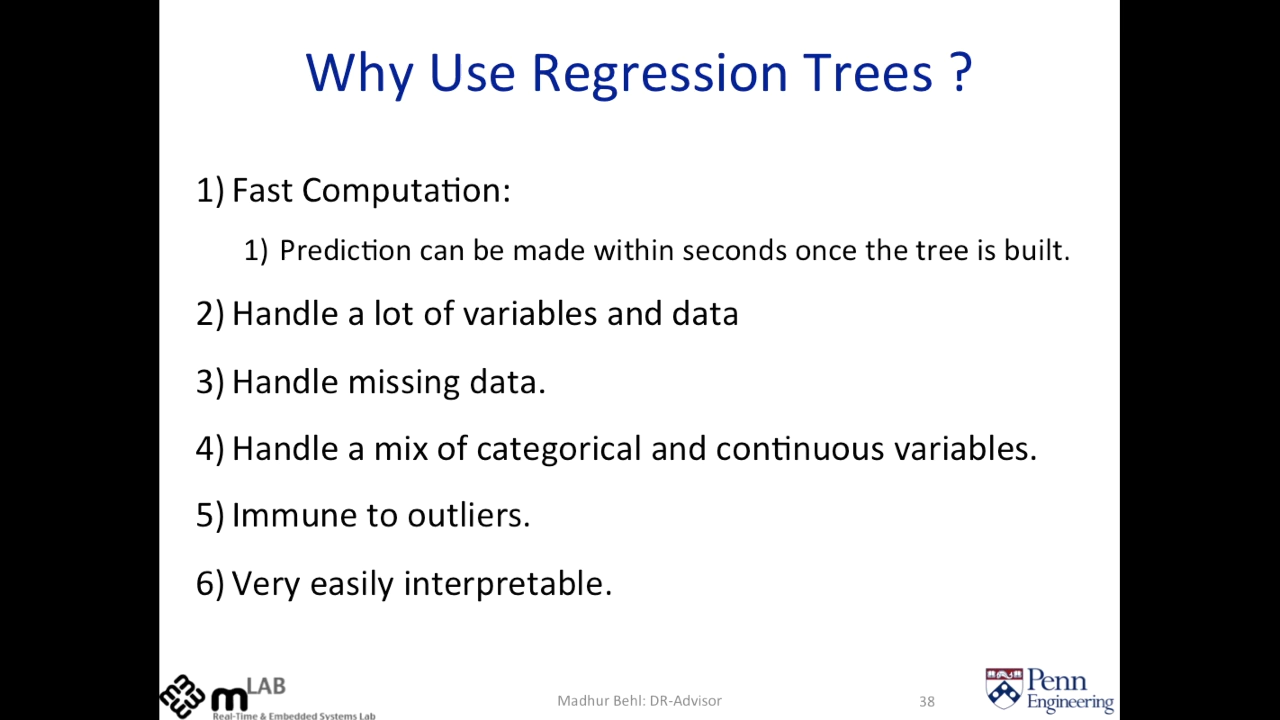 Why Use Regression Trees ?
1) Fast Computation:
1) Prediction can be made within seconds once the tree is built.
2) Handle a lot of variables and data
3) Handle missing data.
4) Handle a mix of categorical and continuous variables.
5) Immune to outliers.
6) Very easily interpretable.
mLAB
Real-Time & Embedded Systems Lab
Madhur Behl: DR-Advisor
38
Penn
Engineering